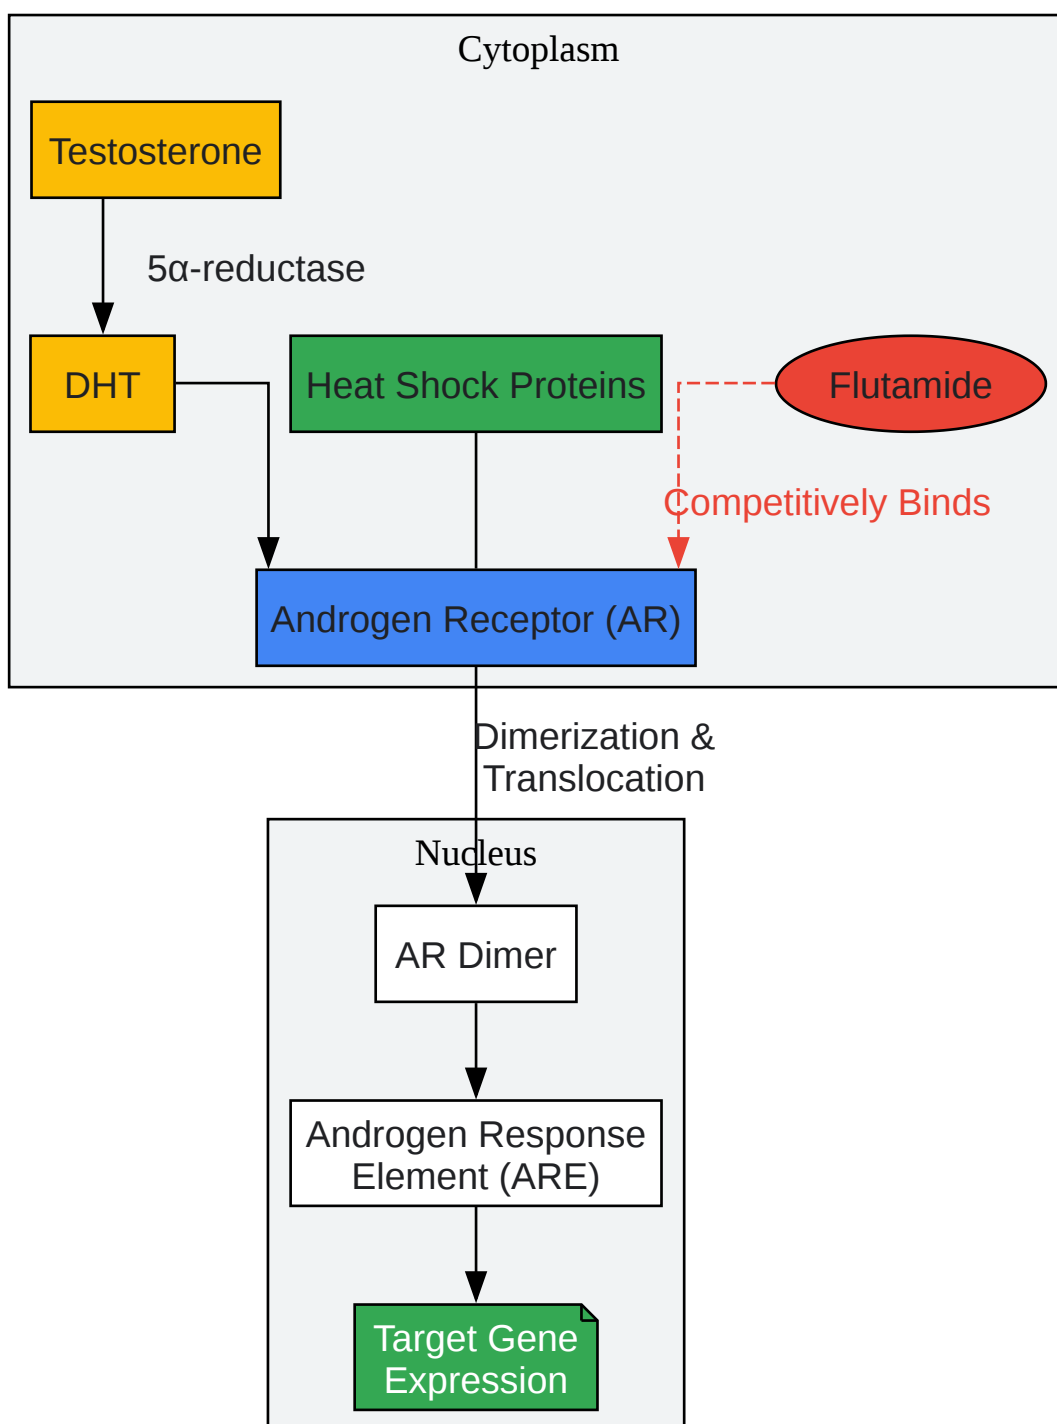 Cytoplasm
Testosterone
5α-reductase
DHT
Heat Shock Proteins
Flutamide
Competitively Binds
Androgen Receptor (AR)
Dimerization &
Translocation
Nucleus
AR Dimer
Androgen Response
Element (ARE)
Target Gene
Expression